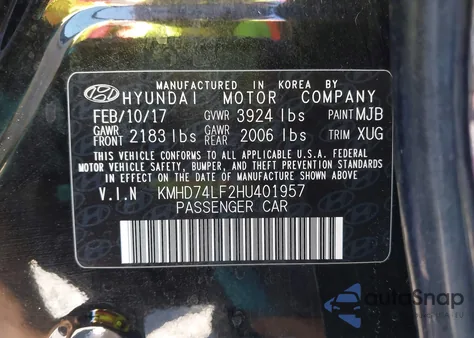 MANUFACTURED IN KOREA BY
HYUNDAI MOTOR COMPANY
FEB/10/17 GVWR 3924 lbs PAINT MJB
GAWR FRONT 2183 lbs GAWR REAR 2006 lbs TRIM XUG
THIS VEHICLE CONFORMS TO ALL APPLICABLE U.S.A FEDERAL
MOTOR VEHICLE SAFETY, BUMPER, AND THEFT PREVENTION
STANDARDS IN EFFECT ON THE DATE OF MANUFACTURE SHOWN ABOVE.
V.I.N KMHD74LF2HU401957
PASSENGER CAR
autoSnap